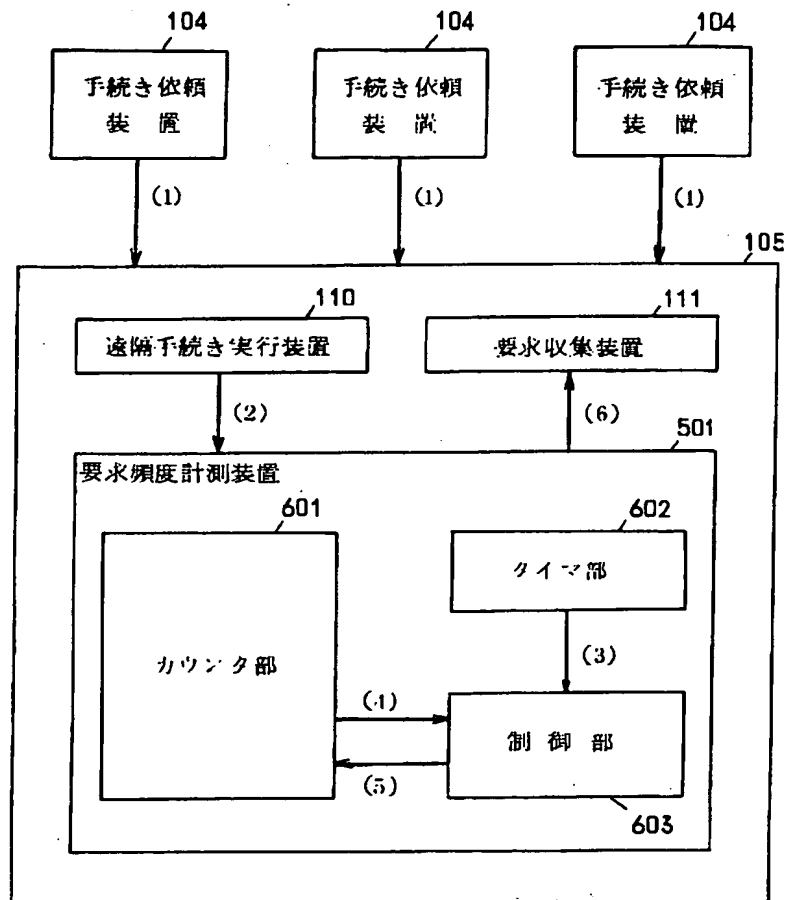 104
104
104
手続き依頼
装 置
手続き依頼
装 置
手続き依頼
装 置
(1)
(1)
(1)
105
110
111
遠隔手続き実行装置
要求収集装置
(2)
(6)
501
要求頻度計測装置
601
602
タイマ部
カウンタ部
(3)
(4)
制 御 部
(5)
603